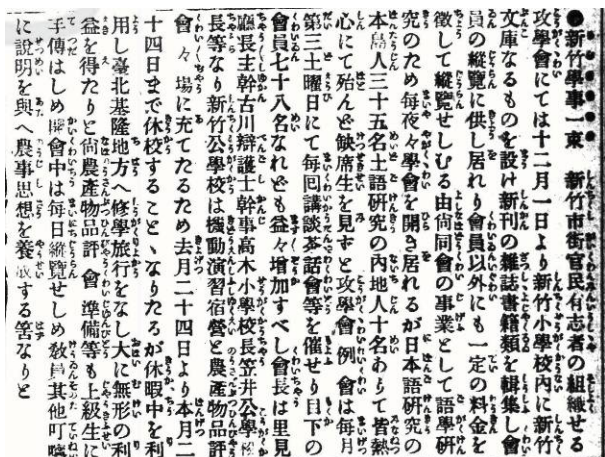 ●新竹學事一束　新竹市街官民有志者の組織せる
攻學會にては十二月一日より新竹小學校內に新竹
文庫なるものを設け新刊の雜誌書籍類を輯集し會
員の縱覽に供し居れり會員以外にも一定の料金を
徵して縱覽せしむる由尙同會の事業として語學研
究のため每夜々學會を開き居れるが日本語硏究の
本島人三十五名土語硏究の內地人十名ありて皆熱
心にて殆んど缺席生を見ずと攻學會例會は每月
第三土曜日にて每囘講談茶話會等を催せり目下の
會員七十八名なれども益々增加すべし會長は里見
廳長主幹古川辯護士幹事高木小學校長笠井公學校
長等なり新竹公學校は機動演習宿營と農產物品評
會々場に充てたるため去月二十四日より本月二
十四日まで休校することゝなりたるが休暇中を利
用し臺北基隆地方へ修學旅行をなし大に無形の利
益を得たりと尙農產物品評會準備等も上級生に
手傳はしめ開會中は每日縱覽せしめ敎員其他叮嚀
に說明を與へ農事思想を養成する筈なりと